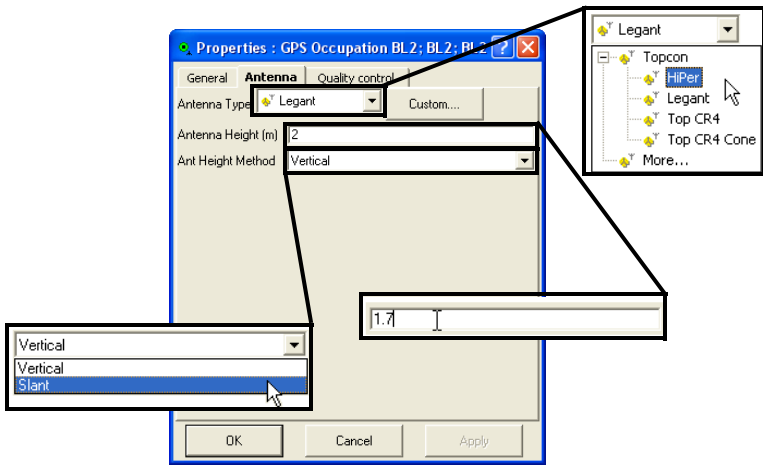 Properties : GPS Occupation BL2; BL2; BL2
General Antenna Quality control
Antenna Type Legant Custom....
Antenna Height (m) 2
Ant Height Method Vertical
Legant
Topcon
HiPer
Legant
Top CR4
Top CR4 Cone
More...
1.7
Vertical
Vertical
Slant
OK Cancel Apply